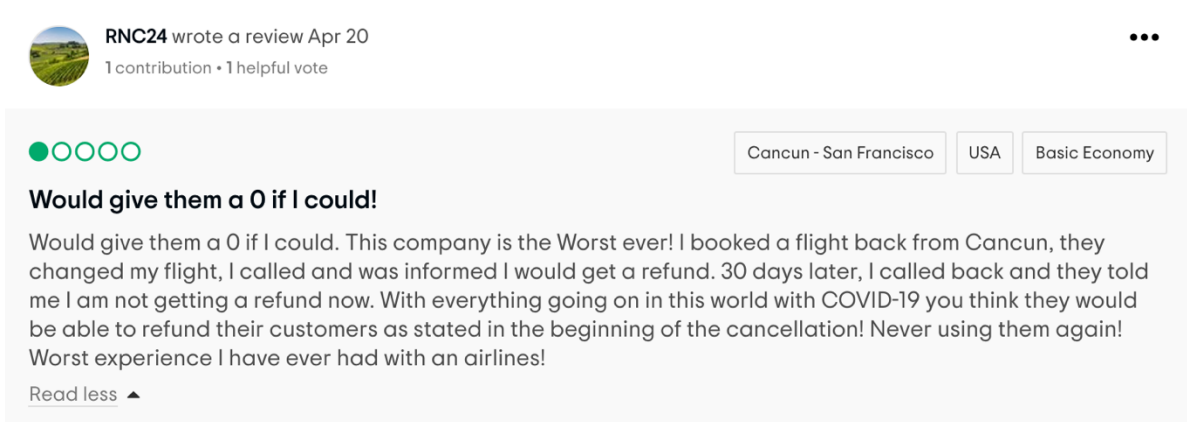 RNC24 wrote a review Apr 20
1 contribution • 1 helpful vote
Cancun - San Francisco
USA
Basic Economy
Would give them a 0 if I could!
Would give them a 0 if I could. This company is the Worst ever! I booked a flight back from Cancun, they
changed my flight, I called and was informed I would get a refund. 30 days later, I called back and they told
me I am not getting a refund now. With everything going on in this world with COVID-19 you think they would
be able to refund their customers as stated in the beginning of the cancellation! Never using them again!
Worst experience I have ever had with an airlines!
Read less